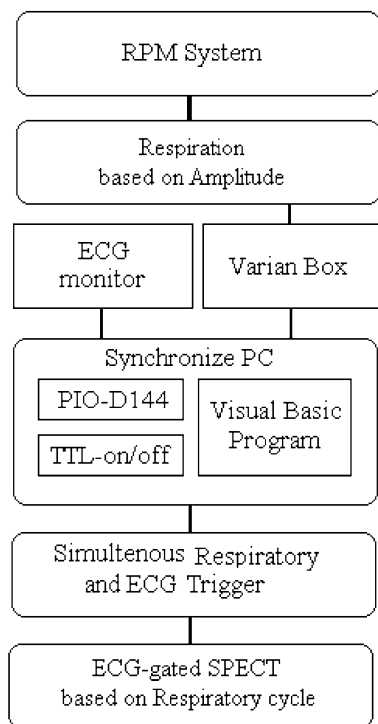 RPM System
Respiration
based on Amplitude
ECG
monitor
Varian Box
Synchronize PC
PIO-D144
TTL-on/off
Visual Basic
Program
Simultenous Respiratory
and ECG Trigger
ECG-gated SPECT
based on Respiratory cycle